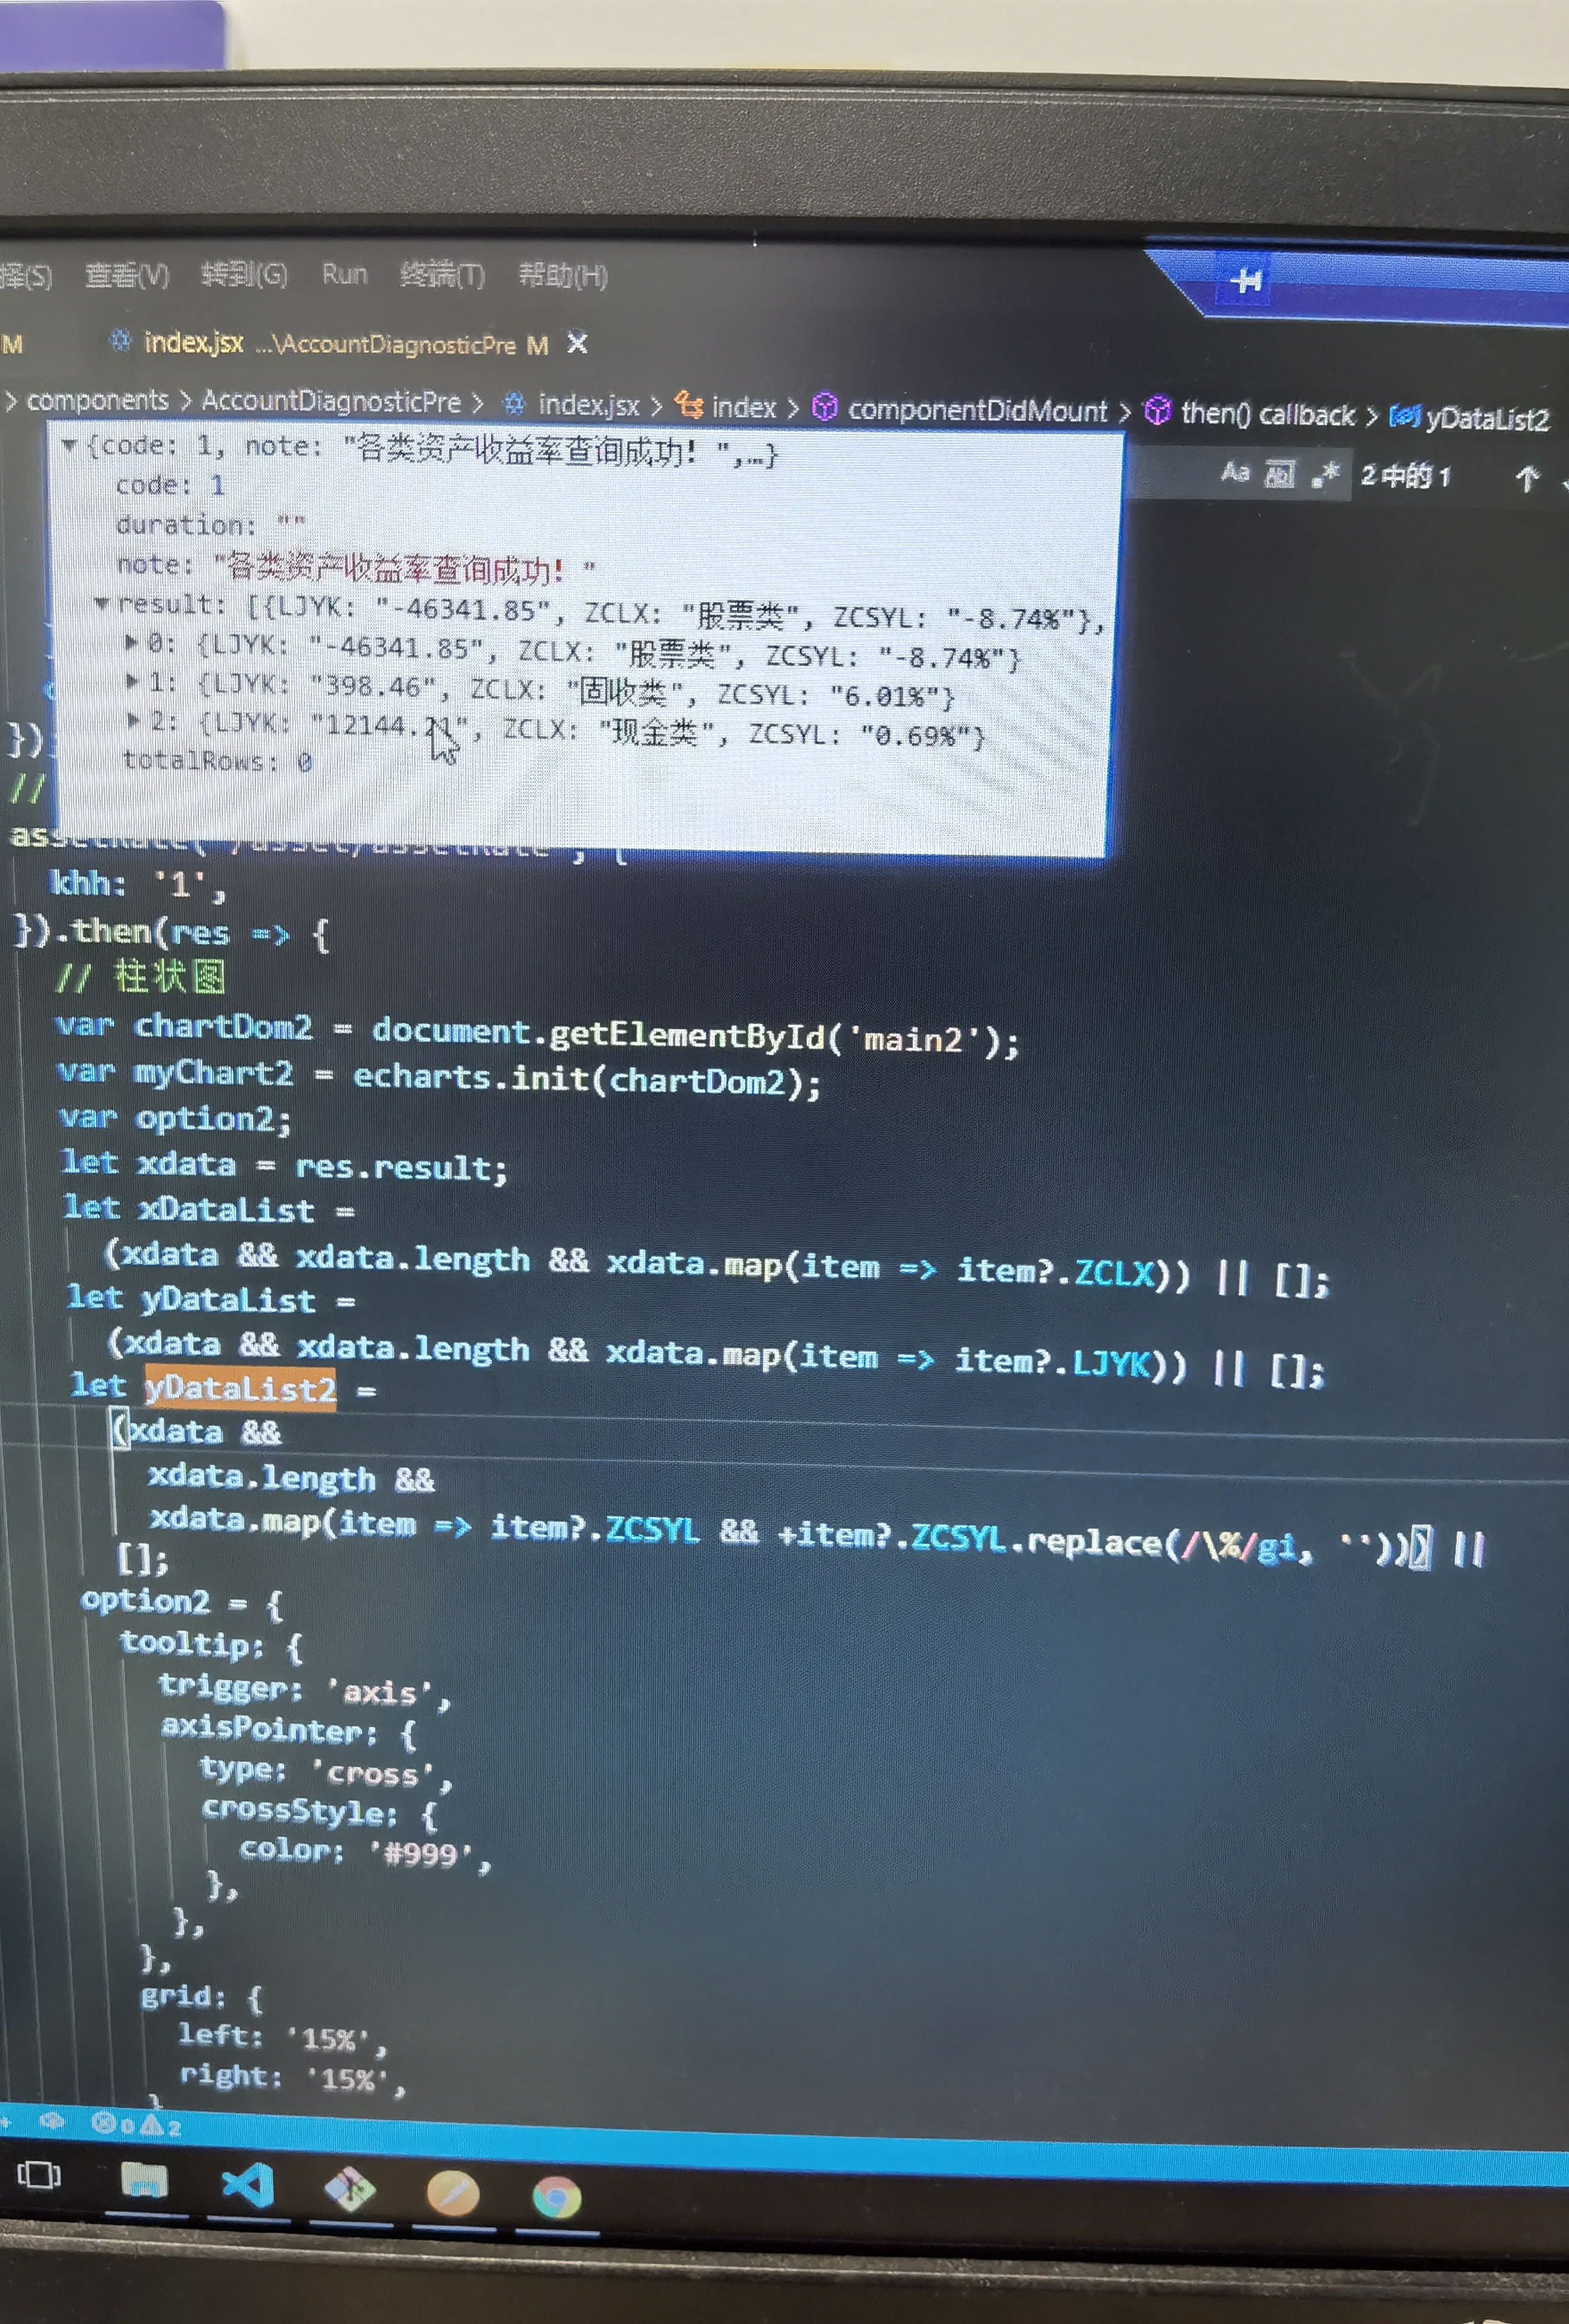 择(S) 查看(V) 转到(G) Run 终端(T) 帮助(H)
M index.jsx ...\AccountDiagnosticPre M ×
> components > AccountDiagnosticPre > index.jsx > index > componentDidMount > then() callback > yDataList2
Aa Ab .* 2 中的 1
▼ {code: 1, note: "各类资产收益率查询成功! ",…}
code: 1
duration: ""
note: "各类资产收益率查询成功! "
▼ result: [{LJYK: "-46341.85", ZCLX: "股票类", ZCSYL: "-8.74%"},
▶ 0: {LJYK: "-46341.85", ZCLX: "股票类", ZCSYL: "-8.74%"}
▶ 1: {LJYK: "398.46", ZCLX: "固收类", ZCSYL: "6.01%"}
▶ 2: {LJYK: "12144.21", ZCLX: "现金类", ZCSYL: "0.69%"}
totalRows: 0
})
//
khh: '1',
}).then(res => {
// 柱状图
var chartDom2 = document.getElementById('main2');
var myChart2 = echarts.init(chartDom2);
var option2;
let xdata = res.result;
let xDataList =
(xdata && xdata.length && xdata.map(item => item?.ZCLX)) || [];
let yDataList =
(xdata && xdata.length && xdata.map(item => item?.LJYK)) || [];
let yDataList2 =
(xdata &&
xdata.length &&
xdata.map(item => item?.ZCSYL && +item?.ZCSYL.replace(/\%/gi, ``))) ||
[];
option2 = {
tooltip: {
trigger: 'axis',
axisPointer: {
type: 'cross',
crossStyle: {
color: '#999',
},
},
},
grid: {
left: '15%',
right: '15%',
}
0 2